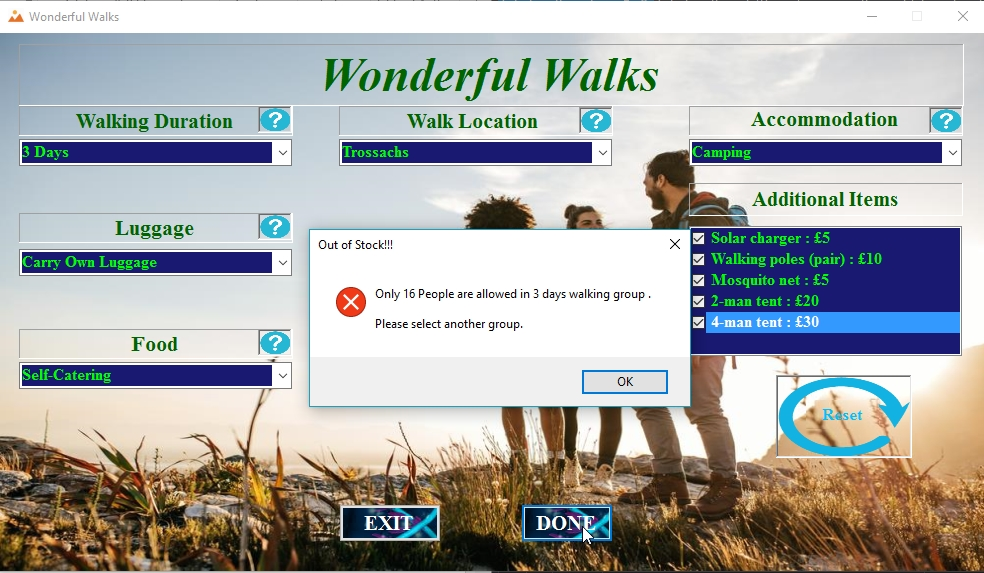 Wonderful Walks
Wonderful Walks
Walking Duration ?
3 Days
Walk Location ?
Trossachs
Accommodation ?
Camping
Additional Items
Solar charger : £5
Walking poles (pair) : £10
Mosquito net : £5
2-man tent : £20
4-man tent : £30
Luggage ?
Carry Own Luggage
Food ?
Self-Catering
Out of Stock!!!
Only 16 People are allowed in 3 days walking group .
Please select another group.
OK
Reset
EXIT
DONE